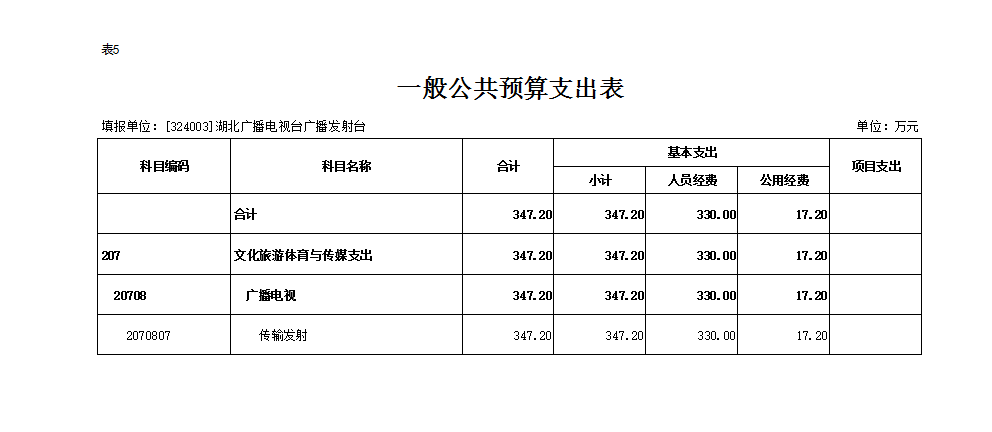 表5
一般公共预算支出表
填报单位：[324003]湖北广播电视台广播发射台 单位：万元
科目编码 科目名称 合计 基本支出 项目支出
小计 人员经费 公用经费
合计 347.20 347.20 330.00 17.20
207 文化旅游体育与传媒支出 347.20 347.20 330.00 17.20
20708 广播电视 347.20 347.20 330.00 17.20
2070807 传输发射 347.20 347.20 330.00 17.20